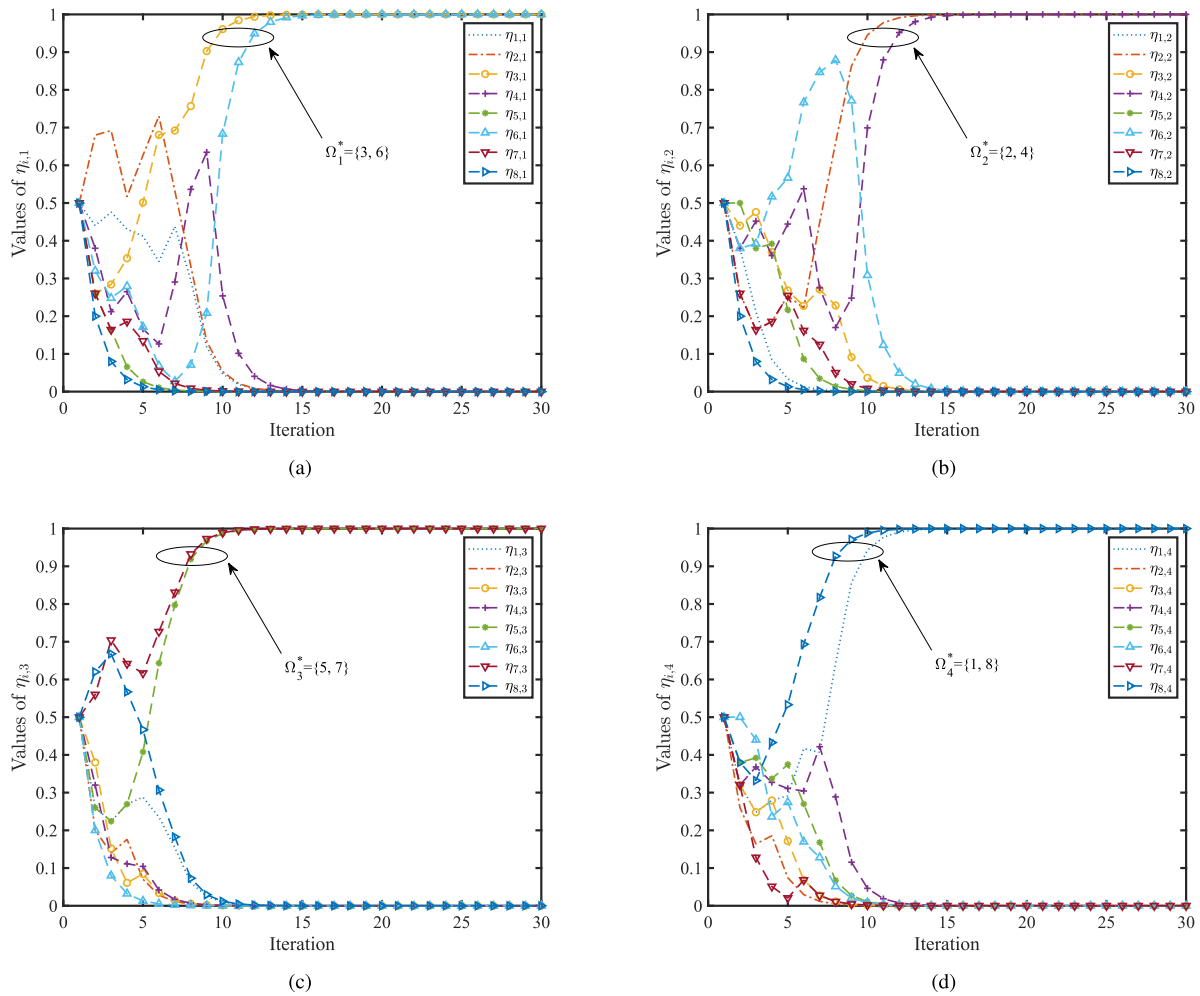 Values of η_{i,1}
1
0.9
0.8
0.7
0.6
0.5
0.4
0.3
0.2
0.1
0
0 5 10 15 20 25 30
Iteration
η_{1,1}
η_{2,1}
η_{3,1}
η_{4,1}
η_{5,1}
η_{6,1}
η_{7,1}
η_{8,1}
Ω*_1={3, 6}
(a)
Values of η_{i,2}
1
0.9
0.8
0.7
0.6
0.5
0.4
0.3
0.2
0.1
0
0 5 10 15 20 25 30
Iteration
η_{1,2}
η_{2,2}
η_{3,2}
η_{4,2}
η_{5,2}
η_{6,2}
η_{7,2}
η_{8,2}
Ω*_2={2, 4}
(b)
Values of η_{i,3}
1
0.9
0.8
0.7
0.6
0.5
0.4
0.3
0.2
0.1
0
0 5 10 15 20 25 30
Iteration
η_{1,3}
η_{2,3}
η_{3,3}
η_{4,3}
η_{5,3}
η_{6,3}
η_{7,3}
η_{8,3}
Ω*_3={5, 7}
(c)
Values of η_{i,4}
1
0.9
0.8
0.7
0.6
0.5
0.4
0.3
0.2
0.1
0
0 5 10 15 20 25 30
Iteration
η_{1,4}
η_{2,4}
η_{3,4}
η_{4,4}
η_{5,4}
η_{6,4}
η_{7,4}
η_{8,4}
Ω*_4={1, 8}
(d)